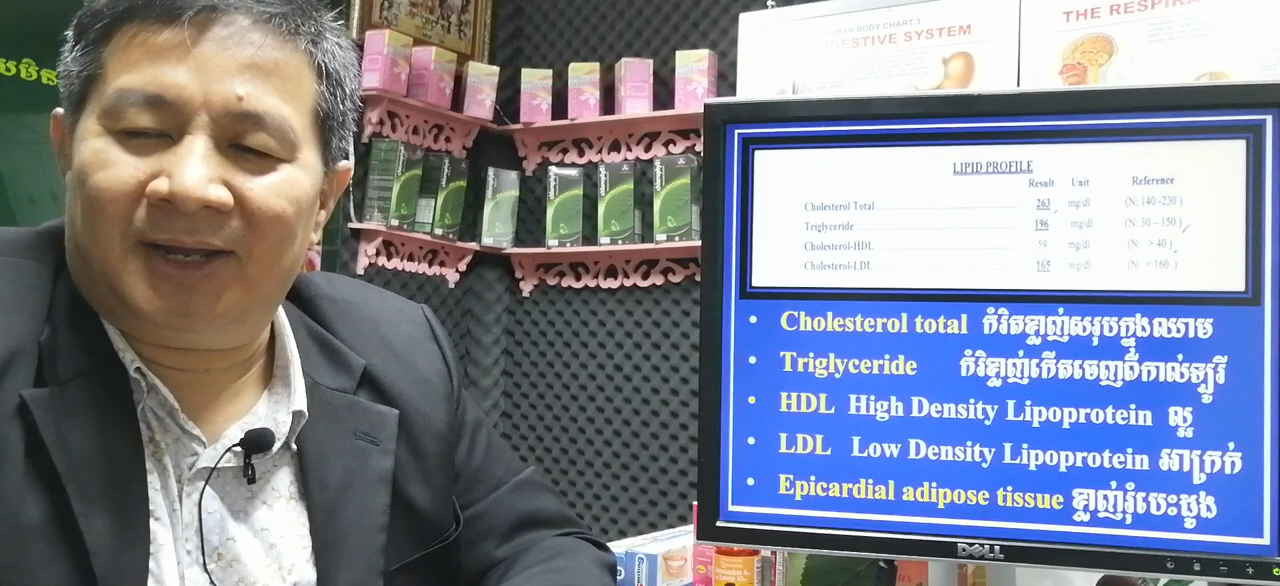 MAN BODY CHART 3
GESTIVE SYSTEM
THE RESPIRA
LIPID PROFILE
Result Unit Reference
Cholesterol Total 263 mg/dl (N: 140 -230 )
Triglyceride 196 mg/dl (N: 30 – 150 )
Cholesterol-HDL 59 mg/dl (N: > 40 )
Cholesterol-LDL 165 mg/dl (N: < 160 )
• Cholesterol total កំរិតខ្លាញ់សរុបក្នុងឈាម
• Triglyceride កំរិខ្លាញ់កើតចេញពីកាល់ឡូរី
• HDL High Density Lipoprotein ល្អ
• LDL Low Density Lipoprotein អាក្រក់
• Epicardial adipose tissue ខ្លាញ់រុំបេះដូង
DELL